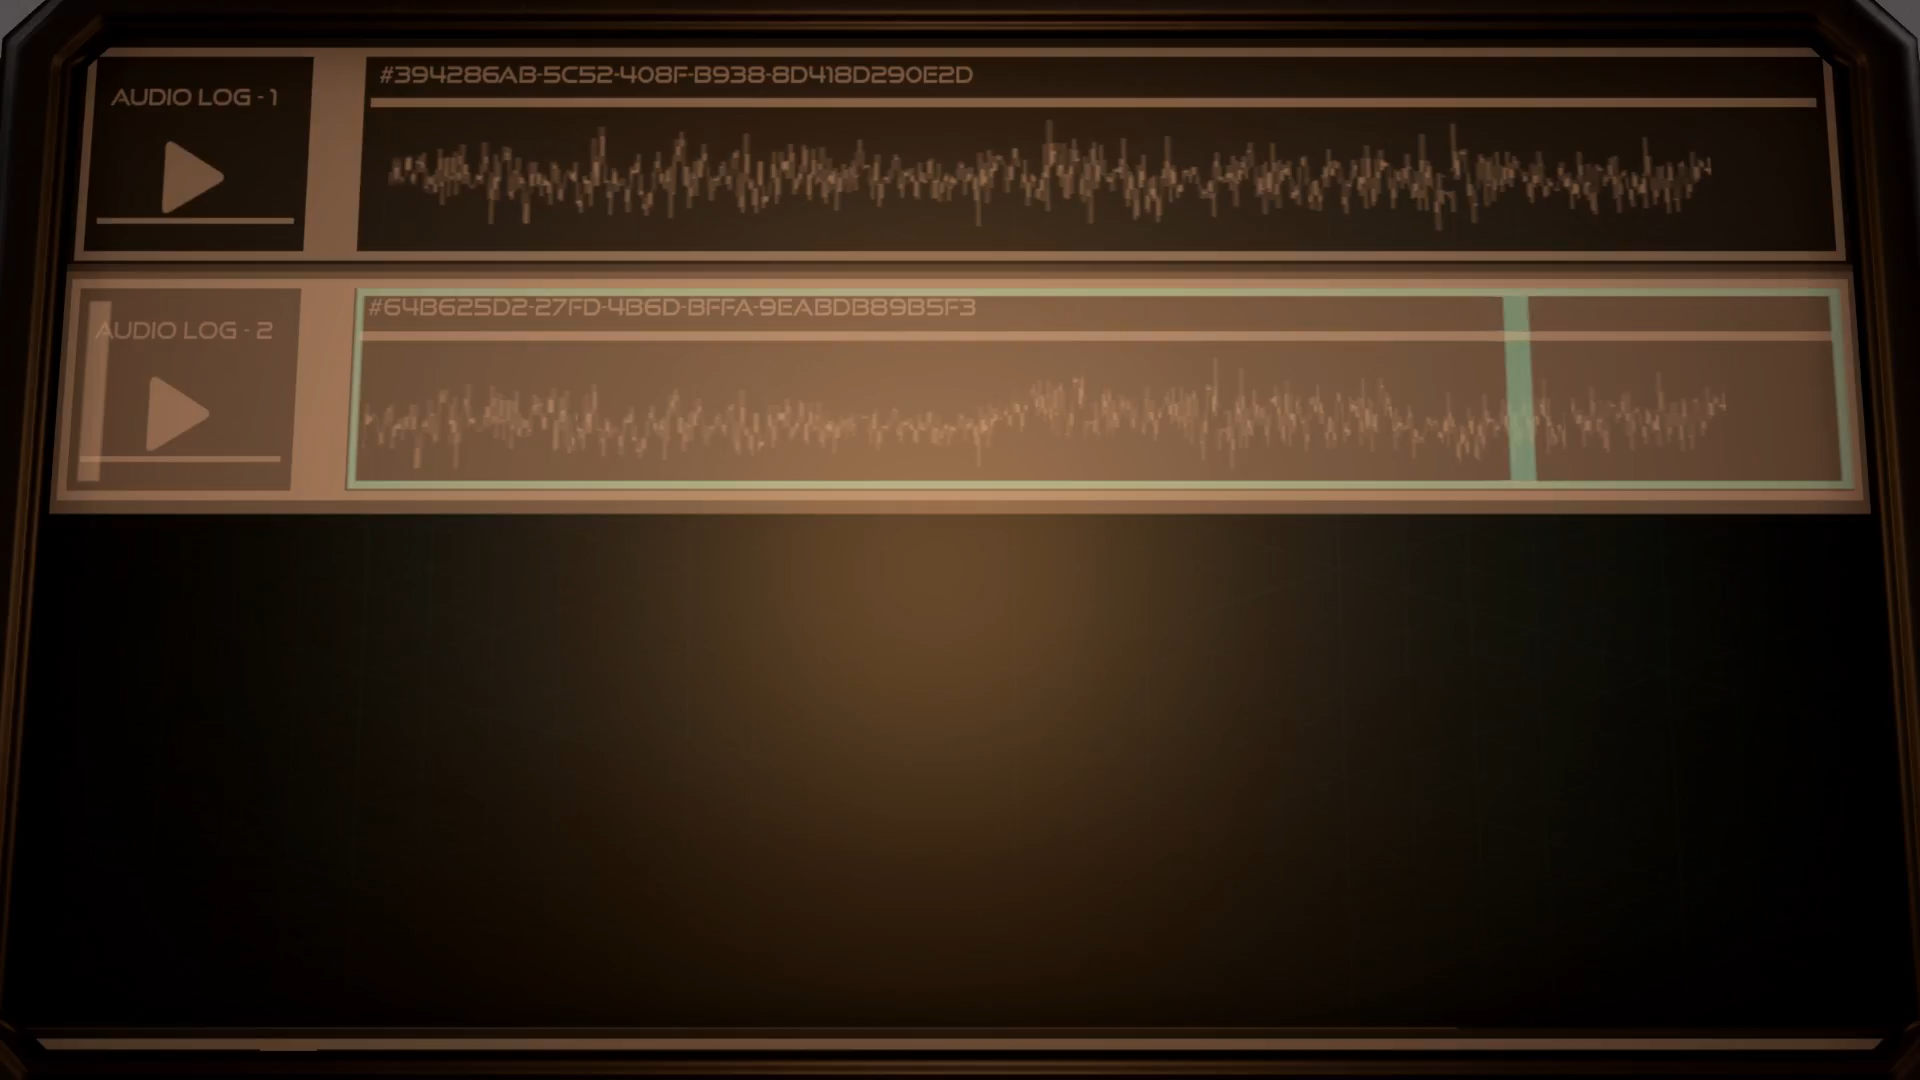 AUDIO LOG - 1
#394286AB-5C52-408F-B938-8D418D290E2D
AUDIO LOG - 2
#64B625D2-27FD-4B6D-BFFA-9EABDB89B5F3